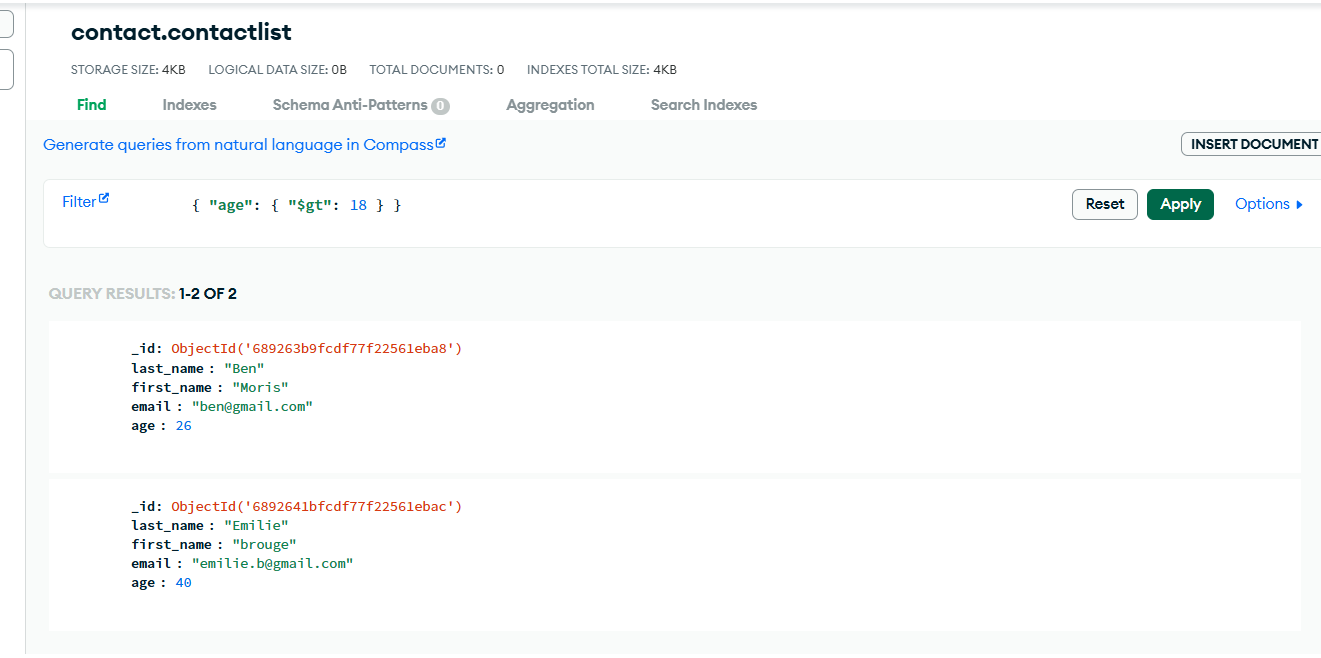 contact.contactlist
STORAGE SIZE: 4KB LOGICAL DATA SIZE: 0B TOTAL DOCUMENTS: 0 INDEXES TOTAL SIZE: 4KB
Find Indexes Schema Anti-Patterns 0 Aggregation Search Indexes
Generate queries from natural language in Compass
INSERT DOCUMENT
Filter { "age": { "$gt": 18 } } Reset Apply Options
QUERY RESULTS: 1-2 OF 2
_id: ObjectId('689263b9fcdf77f22561eba8')
last_name : "Ben"
first_name : "Moris"
email : "ben@gmail.com"
age : 26
_id: ObjectId('6892641bfcdf77f22561ebac')
last_name : "Emilie"
first_name : "brouge"
email : "emilie.b@gmail.com"
age : 40